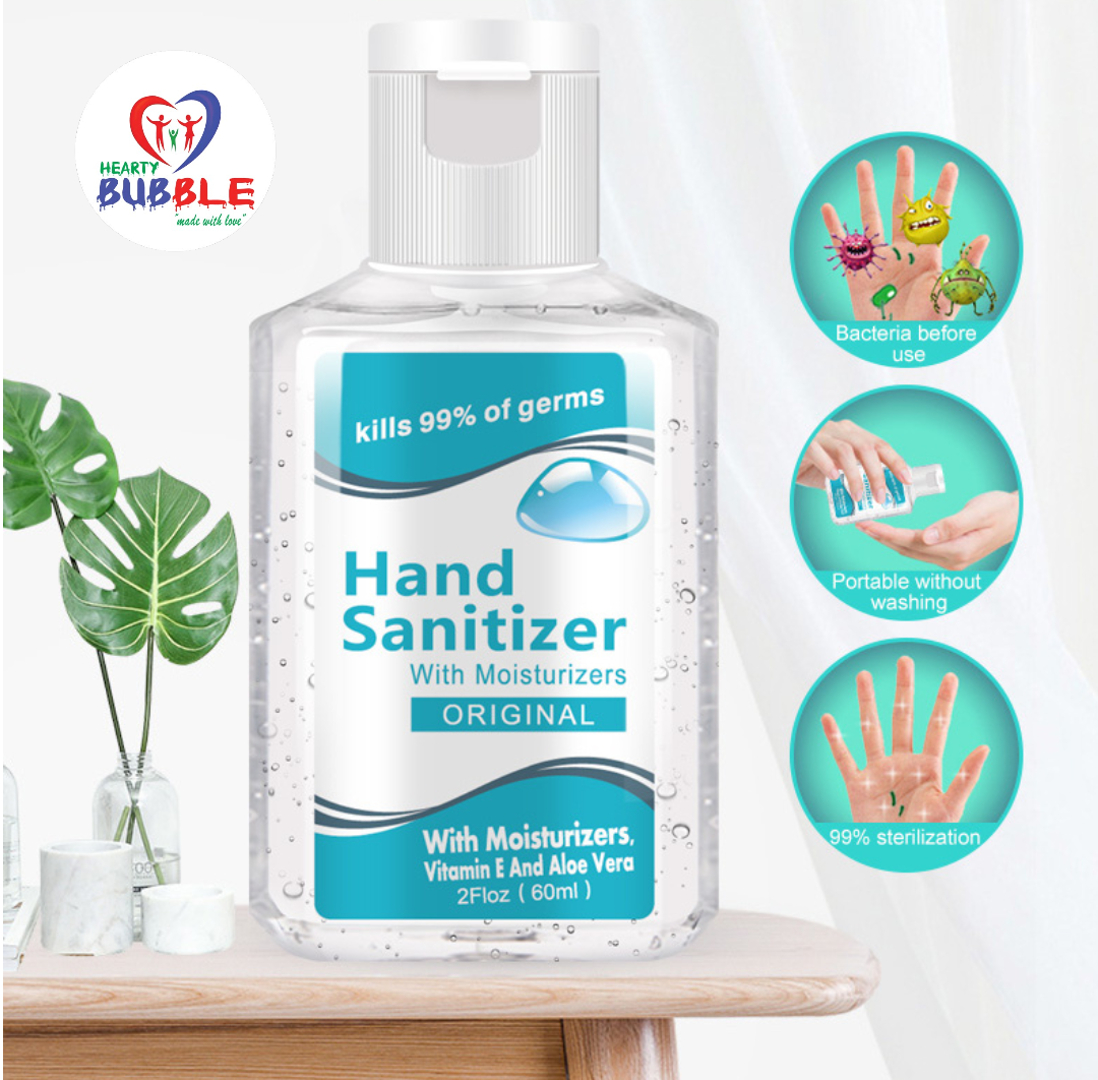 HEARTY
BUBBLE
"made with love"
kills 99% of germs
Hand
Sanitizer
With Moisturizers
ORIGINAL
With Moisturizers,
Vitamin E And Aloe Vera
2Floz ( 60ml )
Bacteria before
use
Portable without
washing
99% sterilization